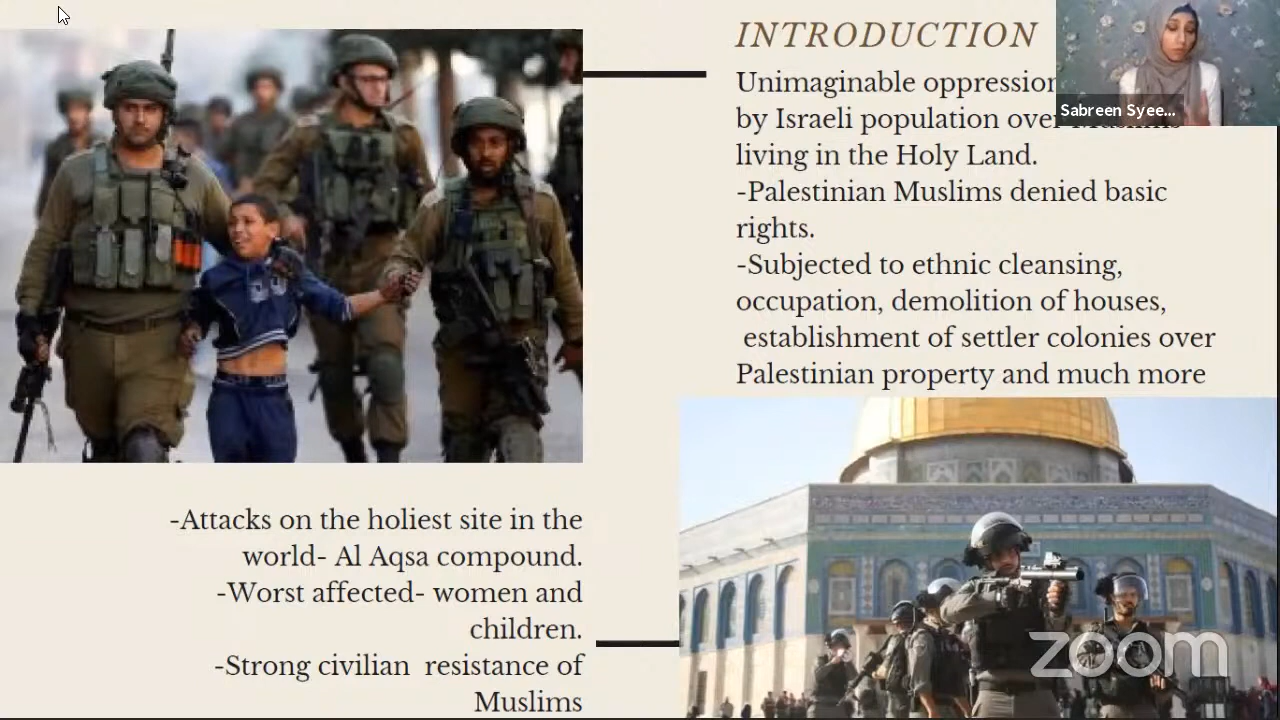 INTRODUCTION
Unimaginable oppression
by Israeli population over Muslims
living in the Holy Land.
-Palestinian Muslims denied basic
rights.
-Subjected to ethnic cleansing,
occupation, demolition of houses,
establishment of settler colonies over
Palestinian property and much more
Sabreen Syee...
-Attacks on the holiest site in the
world- Al Aqsa compound.
-Worst affected- women and
children.
-Strong civilian resistance of
Muslims
zoom